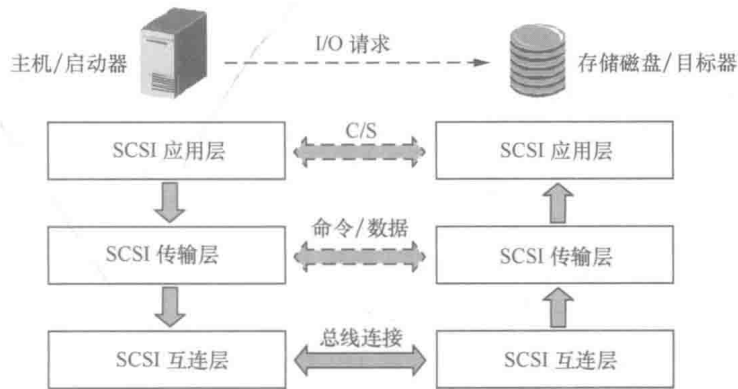 I/O 请求
主机/启动器
存储磁盘/目标器
C/S
SCSI 应用层
SCSI 应用层
命令/数据
SCSI 传输层
SCSI 传输层
总线连接
SCSI 互连层
SCSI 互连层